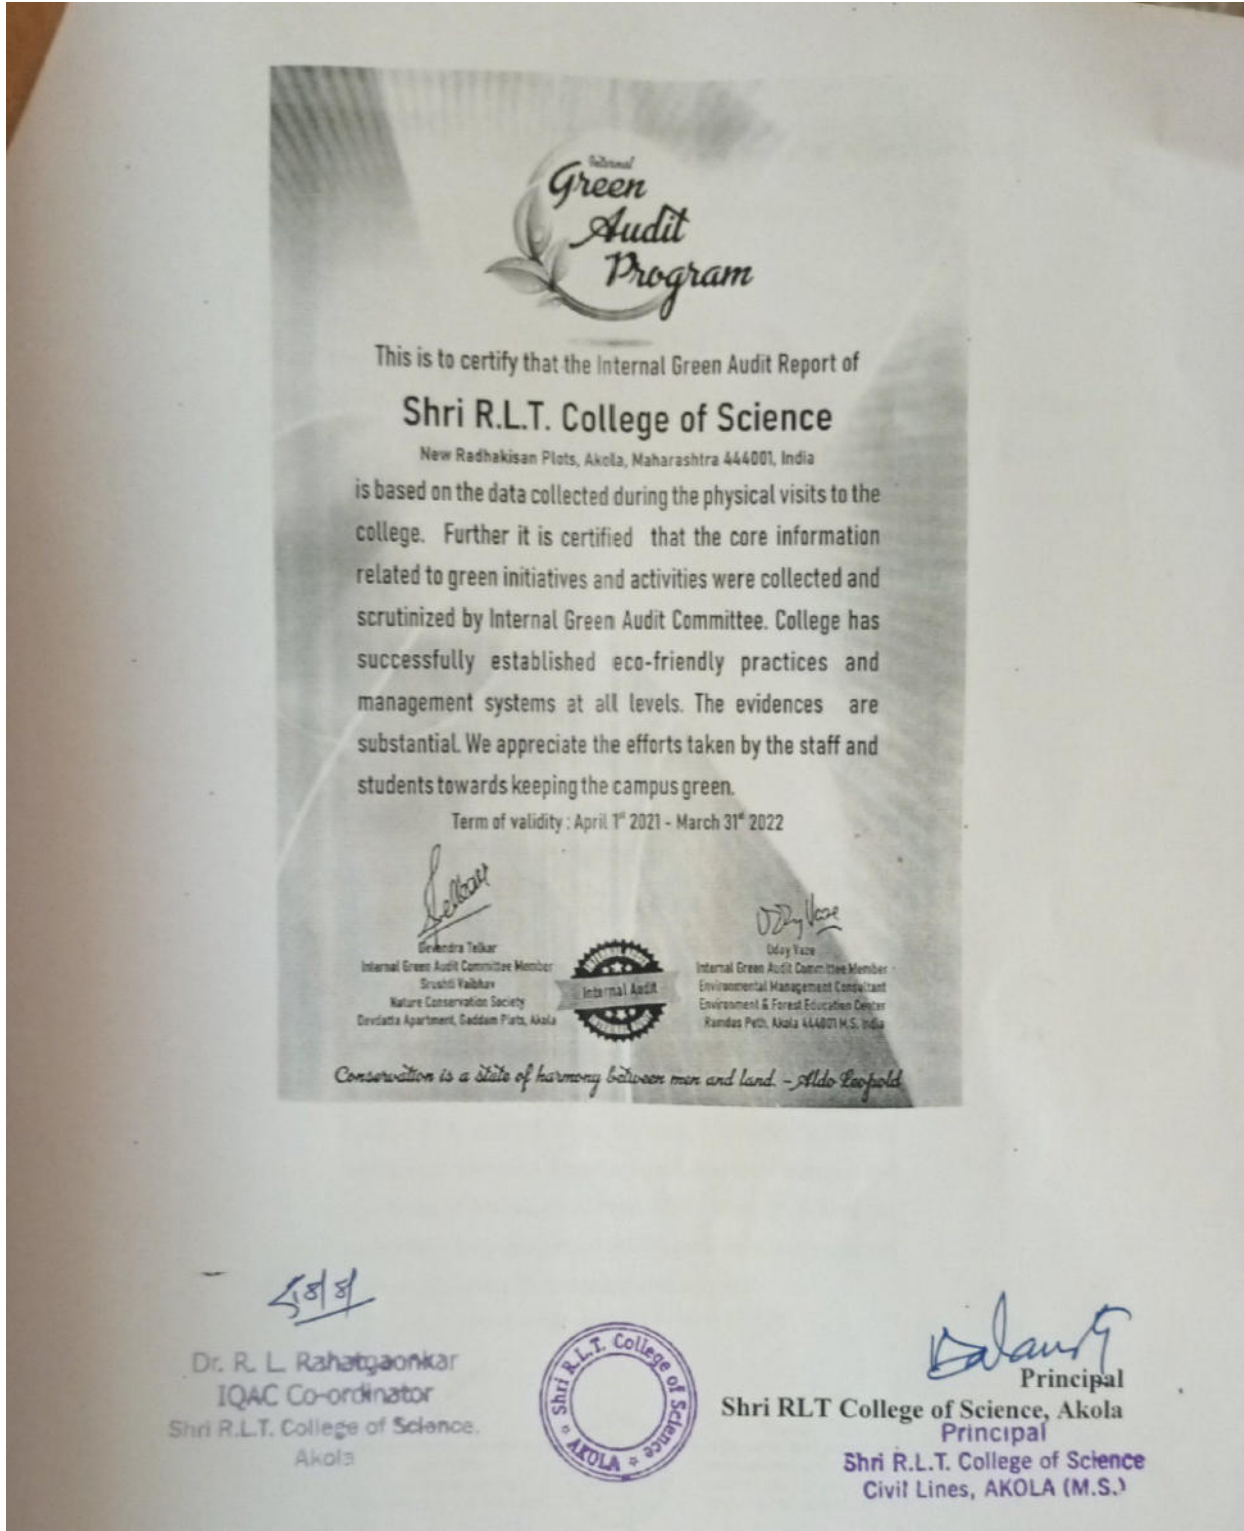 Internal
Green
Audit
Program
This is to certify that the Internal Green Audit Report of
Shri R.L.T. College of Science
New Radhakisan Plots, Akola, Maharashtra 444001, India
is based on the data collected during the physical visits to the
college. Further it is certified that the core information
related to green initiatives and activities were collected and
scrutinized by Internal Green Audit Committee. College has
successfully established eco-friendly practices and
management systems at all levels. The evidences are
substantial. We appreciate the efforts taken by the staff and
students towards keeping the campus green.
Term of validity : April 1st 2021 - March 31st 2022
Devendra Telkar
Internal Green Audit Committee Member
Srushti Vaibhav
Nature Conservation Society
Devdatta Apartment, Gaddam Plots, Akola
Internal Audit
Uday Vaze
Uday Vaze
Internal Green Audit Committee Member
Environmental Management Consultant
Environment & Forest Education Center
Ramdas Peth, Akola 444001 M.S. India
Conservation is a state of harmony between men and land. - Aldo Leopold
Dr. R. L. Rahatgaonkar
IQAC Co-ordinator
Shri R.L.T. College of Science.
Akola
Shri R.L.T. College of Science
AKOLA
Principal
Shri RLT College of Science, Akola
Principal
Shri R.L.T. College of Science
Civil Lines, AKOLA (M.S.)